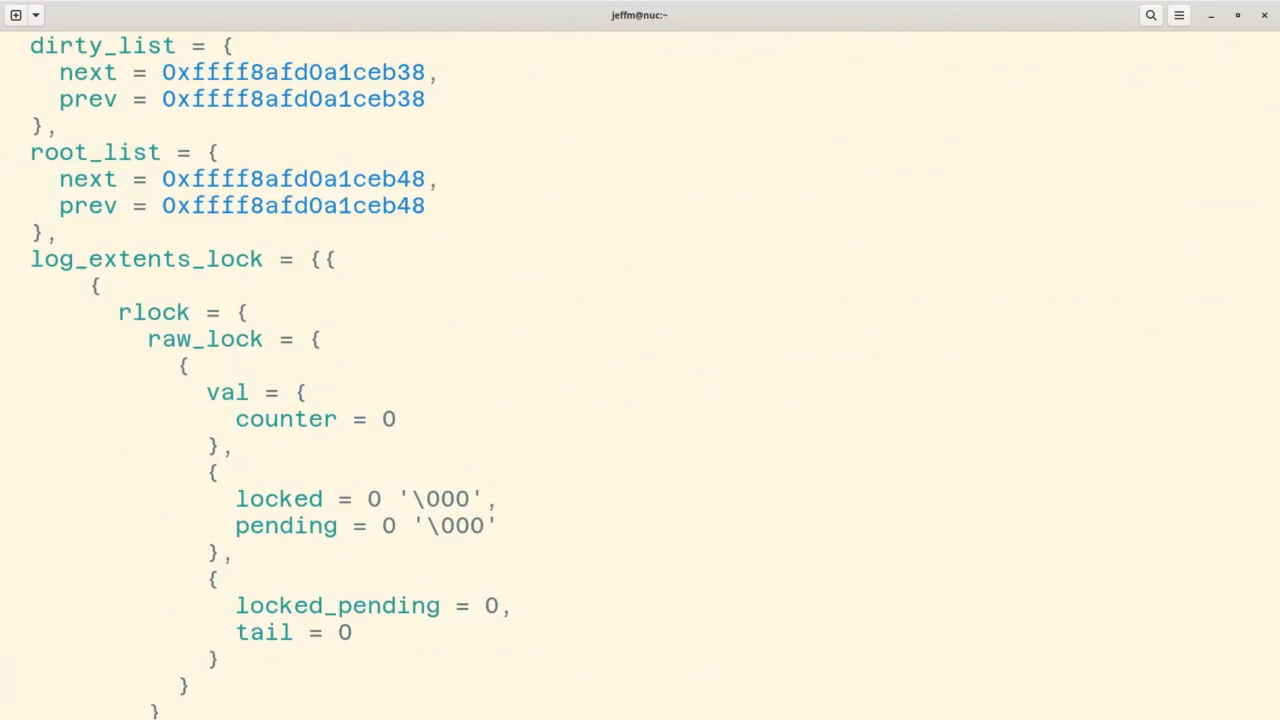 jeffm@nuc:~
dirty_list = {
next = 0xffff8afd0a1ceb38,
prev = 0xffff8afd0a1ceb38
},
root_list = {
next = 0xffff8afd0a1ceb48,
prev = 0xffff8afd0a1ceb48
},
log_extents_lock = {{
{
rlock = {
raw_lock = {
{
val = {
counter = 0
},
{
locked = 0 '\000',
pending = 0 '\000'
},
{
locked_pending = 0,
tail = 0
}
}
}